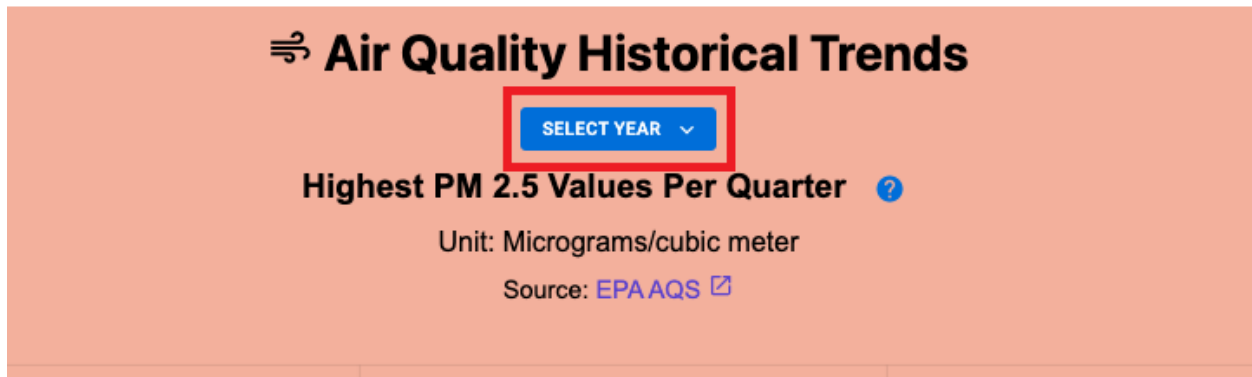 Air Quality Historical Trends
SELECT YEAR
Highest PM 2.5 Values Per Quarter ?
Unit: Micrograms/cubic meter
Source: EPA AQS